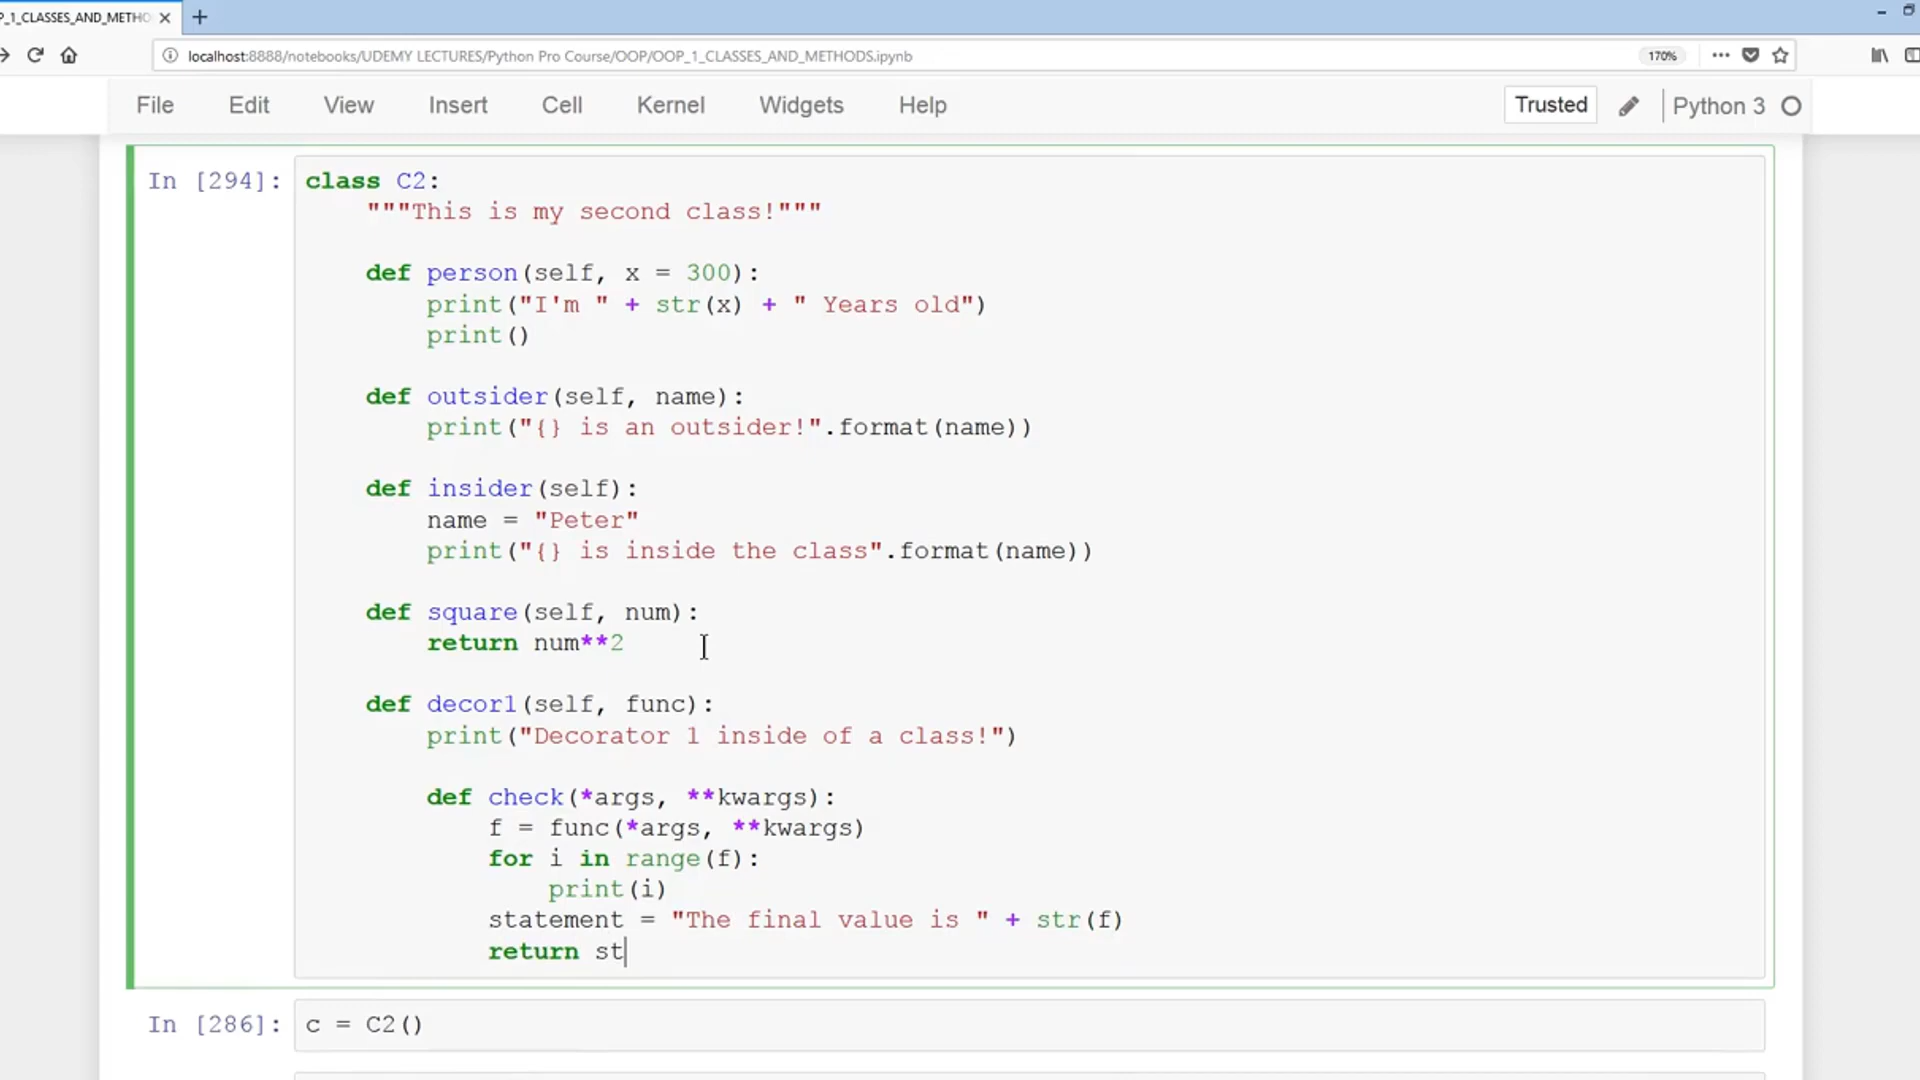 P_1_CLASSES_AND_METHO
localhost:8888/notebooks/UDEMY LECTURES/Python Pro Course/OOP/OOP_1_CLASSES_AND_METHODS.ipynb
170%
File Edit View Insert Cell Kernel Widgets Help Trusted Python 3
In [294]: class C2:
    """This is my second class!"""
    def person(self, x = 300):
        print("I'm " + str(x) + " Years old")
        print()
    def outsider(self, name):
        print("{} is an outsider!".format(name))
    def insider(self):
        name = "Peter"
        print("{} is inside the class".format(name))
    def square(self, num):
        return num**2
    def decor1(self, func):
        print("Decorator 1 inside of a class!")
        def check(*args, **kwargs):
            f = func(*args, **kwargs)
            for i in range(f):
                print(i)
            statement = "The final value is " + str(f)
            return st
In [286]: c = C2()